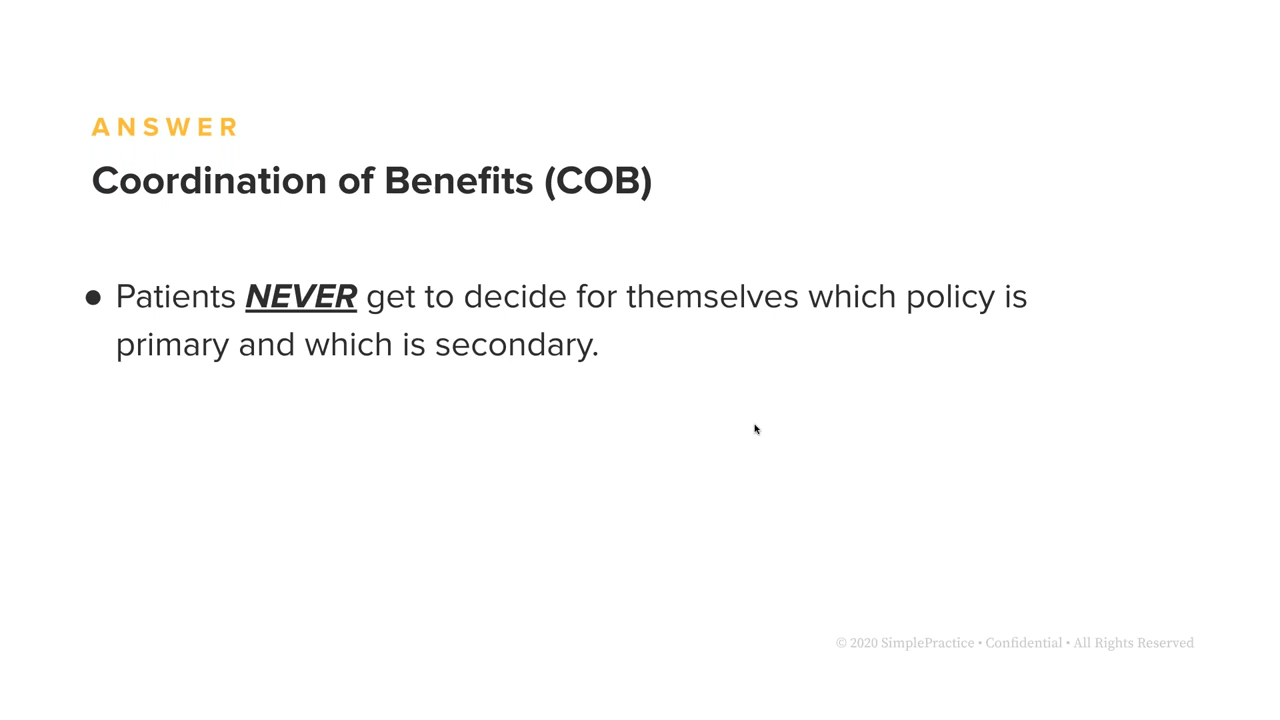 ANSWER
Coordination of Benefits (COB)
● Patients NEVER get to decide for themselves which policy is
primary and which is secondary.
© 2020 SimplePractice • Confidential • All Rights Reserved